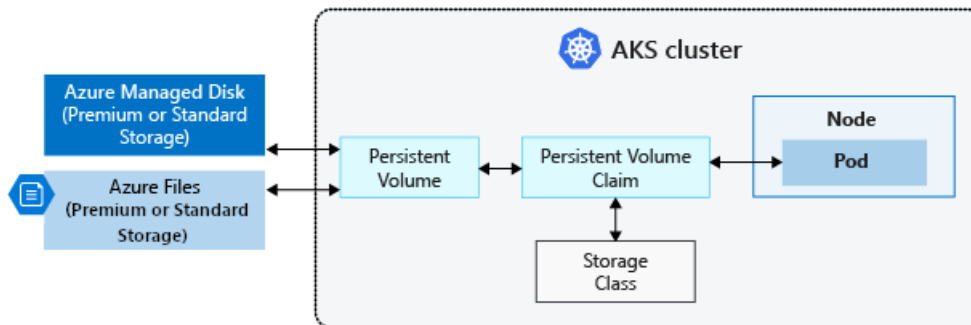 AKS cluster
Azure Managed Disk
(Premium or Standard
Storage)
Azure Files
(Premium or Standard
Storage)
Persistent
Volume
Persistent Volume
Claim
Node
Pod
Storage
Class